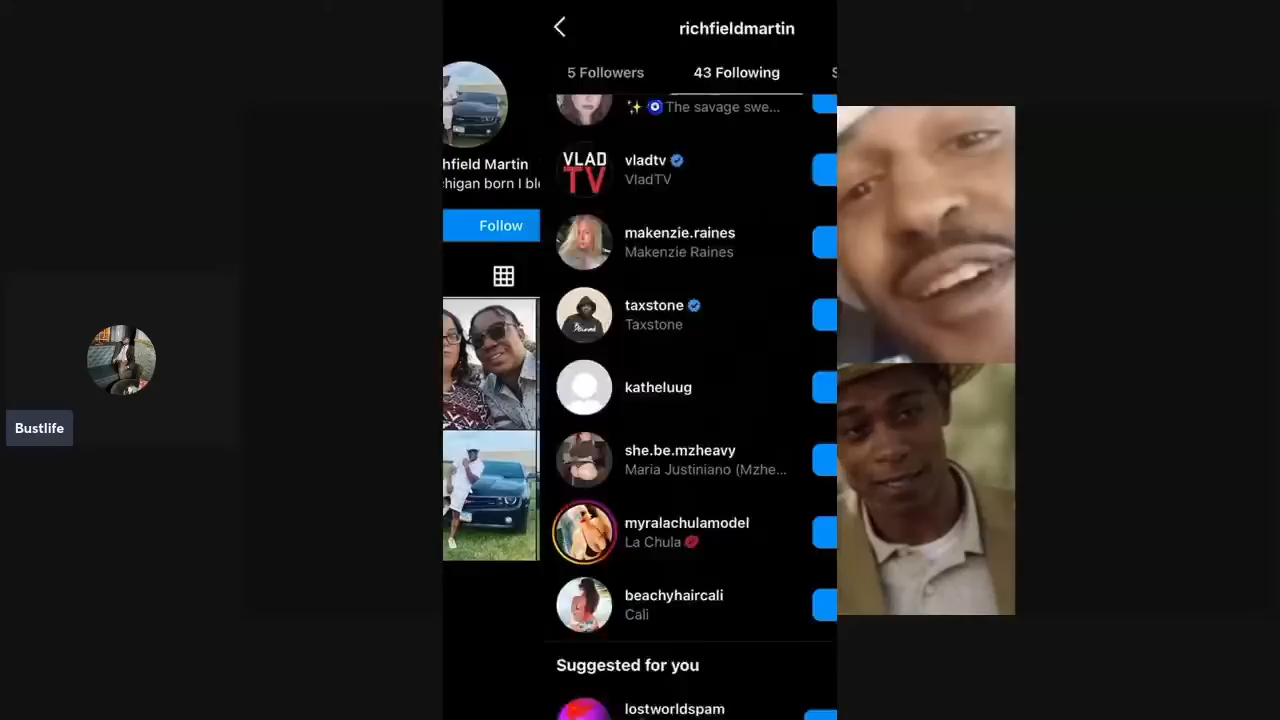 richfieldmartin
5 Followers
43 Following
S
✨ 🧿 The savage swe...
hfield Martin
higan born I bl
Follow
VLAD
TV
vladtv
VladTV
makenzie.raines
Makenzie Raines
taxstone
Taxstone
katheluug
she.be.mzheavy
Maria Justiniano (Mzhe...
myralachulamodel
La Chula 💋
beachyhaircali
Cali
Suggested for you
lostworldspam
Bustlife